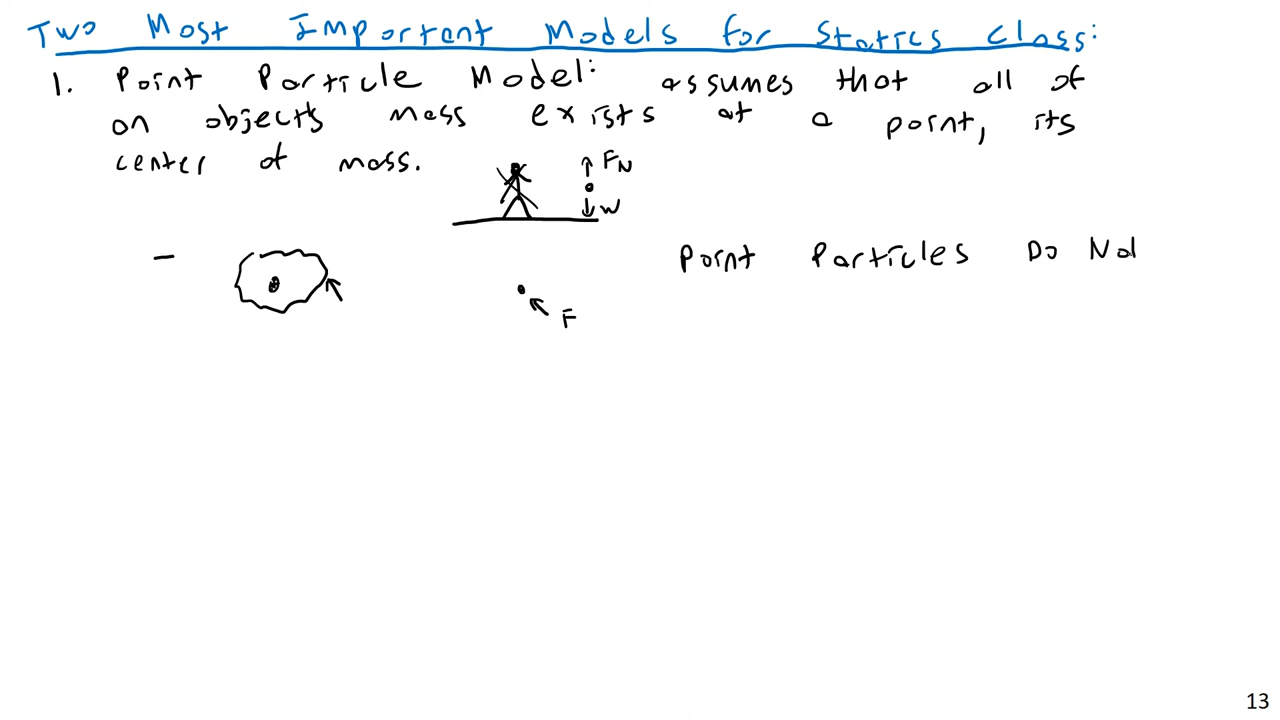 Two Most Important Models for Statics Class:
1. Point Particle Model: assumes that all of
an objects mass exists at a point, its
center of mass.
FN
W
- Point Particles Do Not
F
13